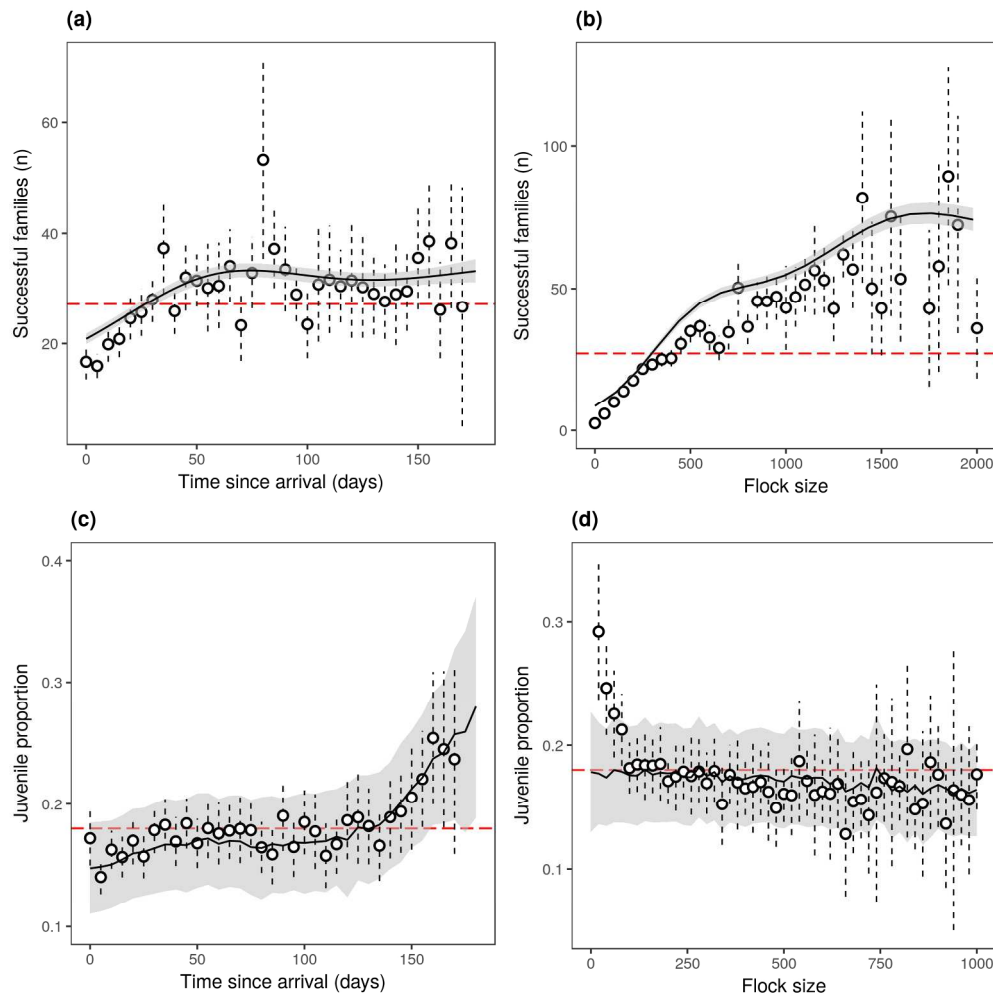 (a)
(b)
Successful families (n)
60
40
20
0
50
100
150
Time since arrival (days)
Successful families (n)
100
50
0
0
500
1000
1500
2000
Flock size
(c)
(d)
Juvenile proportion
0.4
0.3
0.2
0.1
0
50
100
150
Time since arrival (days)
Juvenile proportion
0.3
0.2
0.1
0
250
500
750
1000
Flock size